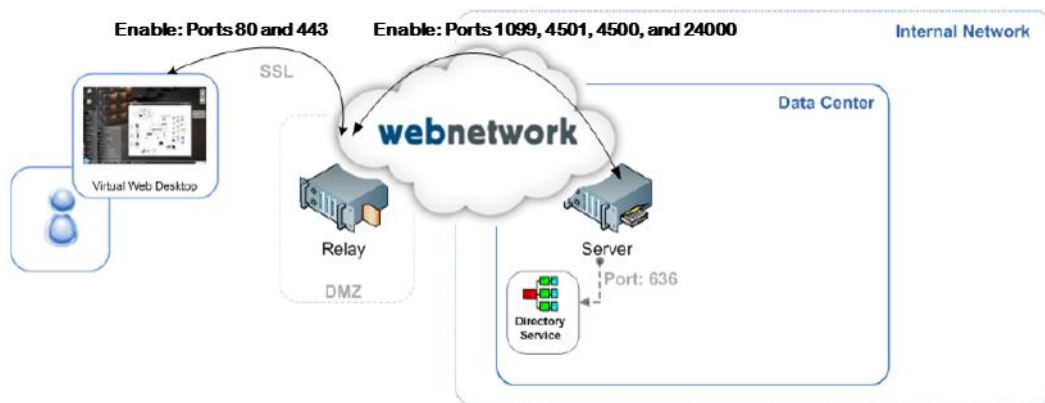 Enable: Ports 80 and 443
Enable: Ports 1099, 4501, 4500, and 24000
Internal Network
SSL
Data Center
webnetwork
Virtual Web Desktop
Relay
Server
Port: 636
DMZ
Directory
Service